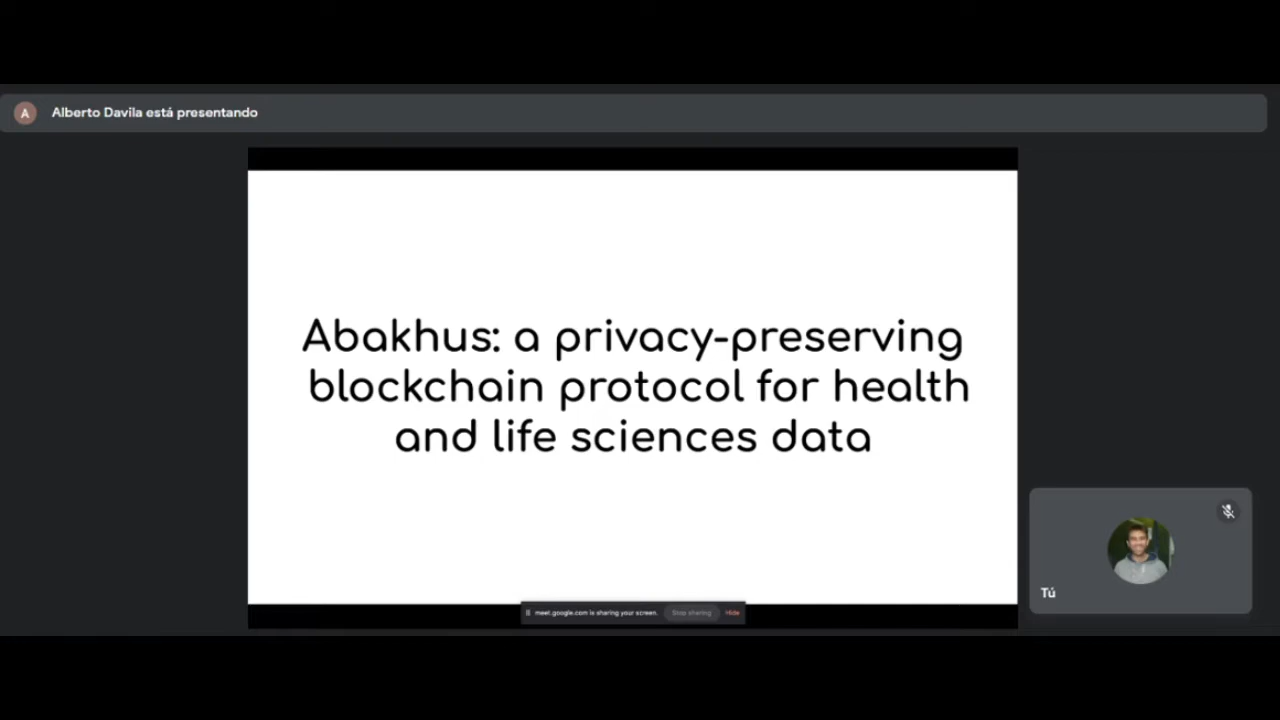 A
Alberto Davila está presentando
Abakhus: a privacy-preserving
blockchain protocol for health
and life sciences data
meet.google.com is sharing your screen. Stop sharing Hide
Tú